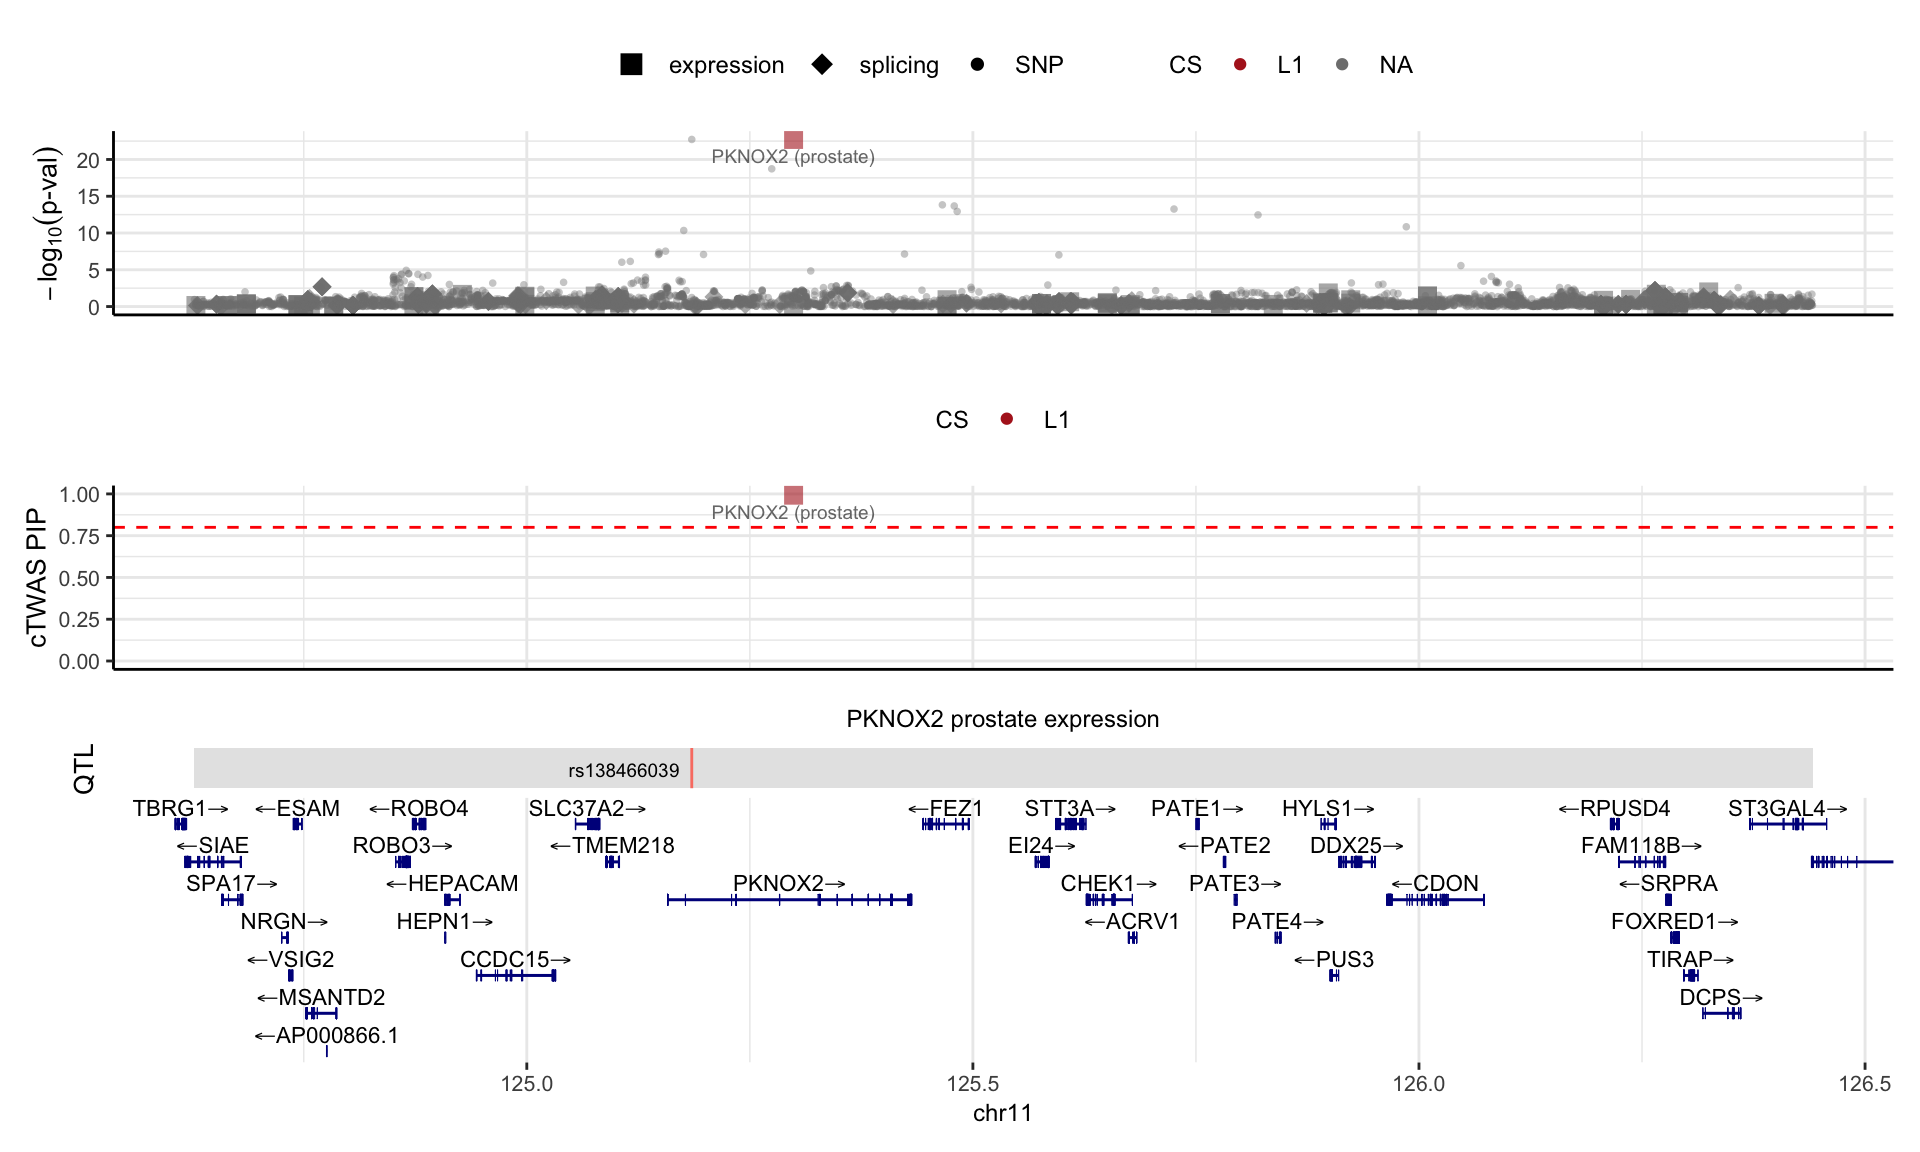 expression splicing SNP CS L1 NA
−log10(p-val)
20
15
10
5
0
PKNOX2 (prostate)
CS L1
cTWAS PIP
1.00
0.75
0.50
0.25
0.00
PKNOX2 (prostate)
PKNOX2 prostate expression
QTL
rs138466039
TBRG1→ ←ESAM ←ROBO4 SLC37A2→ ←FEZ1 STT3A→ PATE1→ HYLS1→ ←RPUSD4 ST3GAL4→
←SIAE ROBO3→ ←TMEM218 EI24→ ←PATE2 DDX25→ FAM118B→
SPA17→ ←HEPACAM PKNOX2→ CHEK1→ PATE3→ ←CDON ←SRPRA
NRGN→ HEPN1→ ←ACRV1 PATE4→ FOXRED1→
←VSIG2 CCDC15→ ←PUS3 TIRAP→
←MSANTD2 DCPS→
←AP000866.1
125.0 125.5 126.0 126.5
chr11